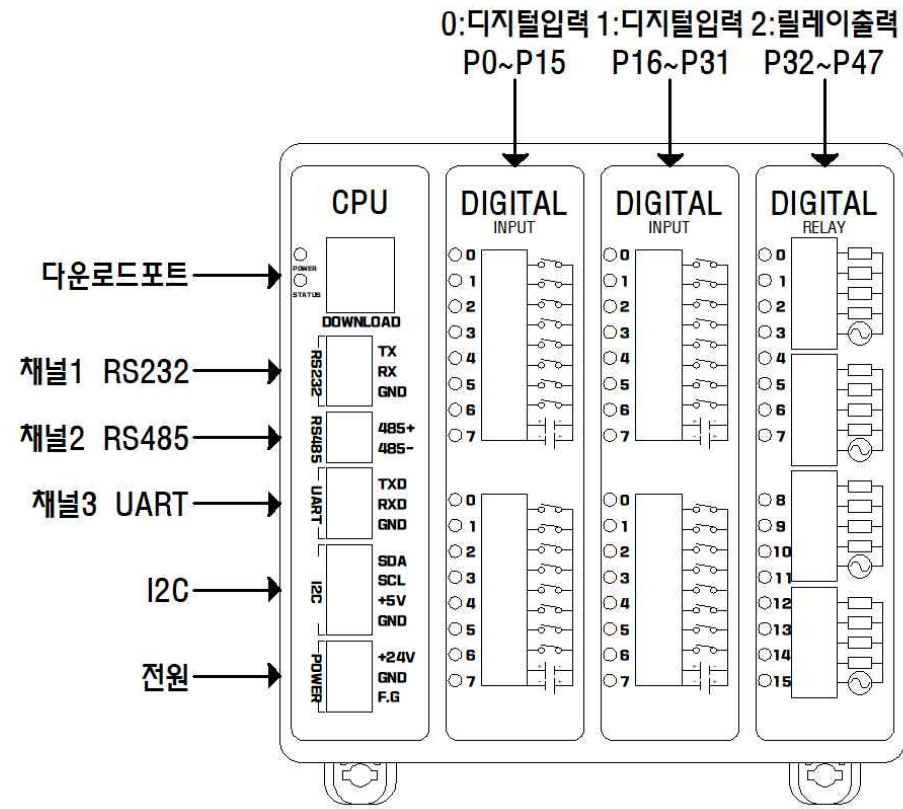 0:디지털입력 1:디지털입력 2:릴레이출력
P0~P15 P16~P31 P32~P47
다운로드포트
채널1 RS232
채널2 RS485
채널3 UART
I2C
전원
CPU
POWER
STATUS
DOWNLOAD
RS232
TX
RX
GND
RS485
485+
485-
UART
TXD
RXD
GND
I2C
SDA
SCL
+5V
GND
POWER
+24V
GND
F.G
DIGITAL
INPUT
0
1
2
3
4
5
6
7
0
1
2
3
4
5
6
7
DIGITAL
INPUT
0
1
2
3
4
5
6
7
0
1
2
3
4
5
6
7
DIGITAL
RELAY
0
1
2
3
4
5
6
7
8
9
10
11
12
13
14
15